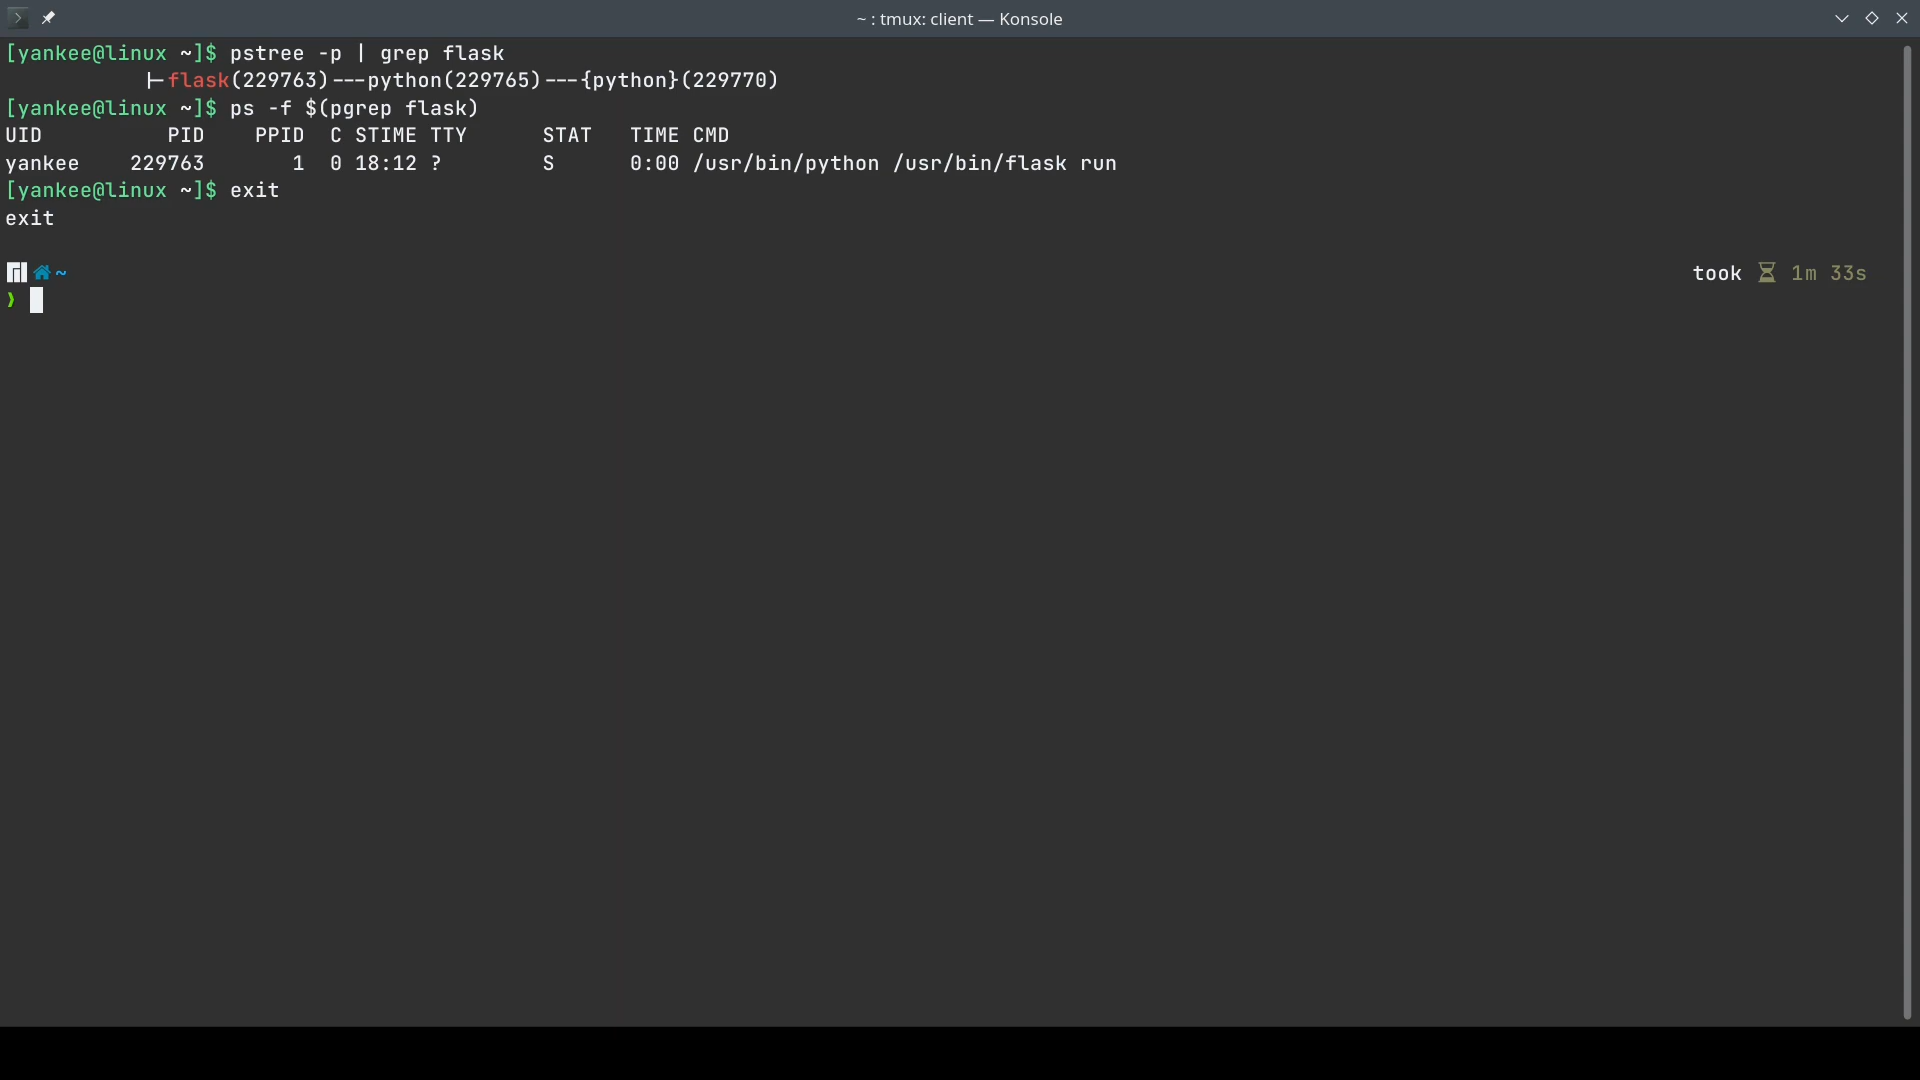 ~ : tmux: client — Konsole
[yankee@linux ~]$ pstree -p | grep flask
|-flask(229763)---python(229765)---{python}(229770)
[yankee@linux ~]$ ps -f $(pgrep flask)
UID          PID    PPID  C STIME TTY      STAT   TIME CMD
yankee    229763       1  0 18:12 ?        S      0:00 /usr/bin/python /usr/bin/flask run
[yankee@linux ~]$ exit
exit
~ took 1m 33s
❯